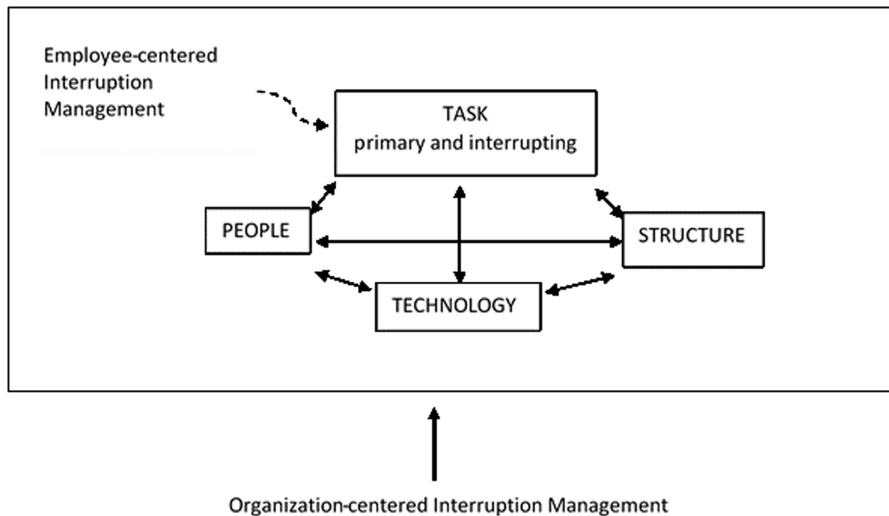 Employee-centered
Interruption
Management
TASK
primary and interrupting
PEOPLE
STRUCTURE
TECHNOLOGY
Organization-centered Interruption Management